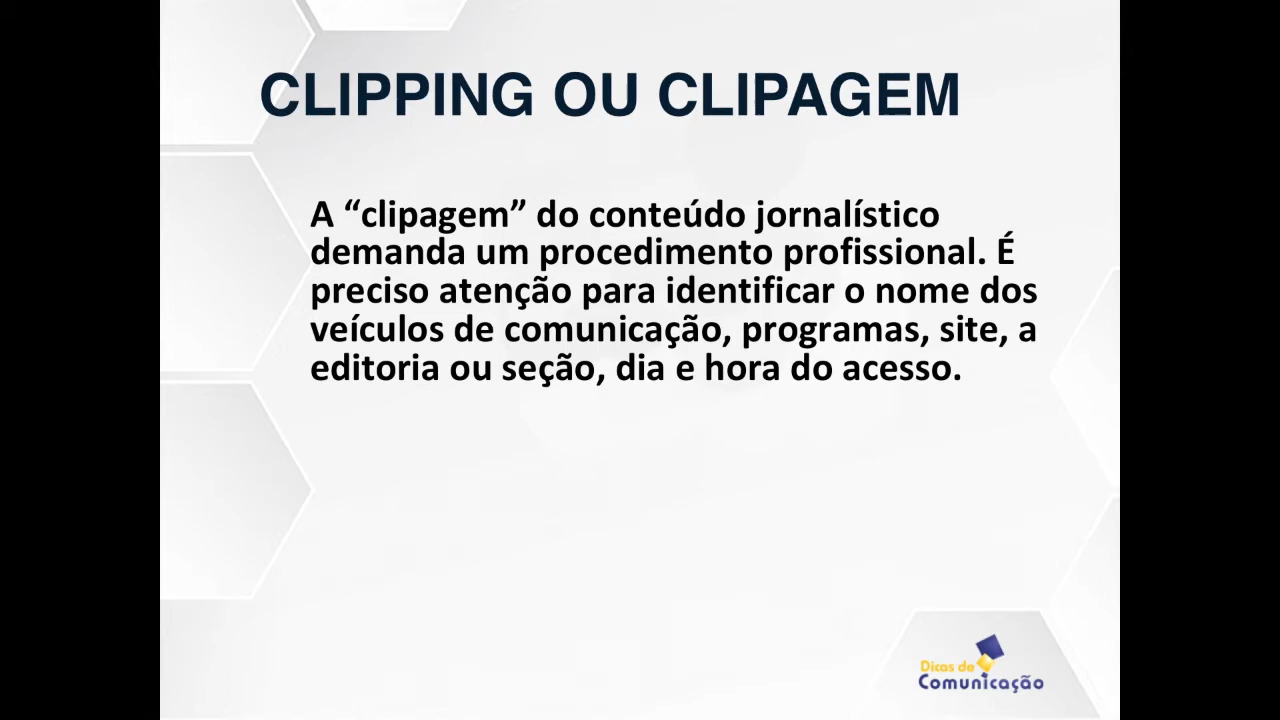 CLIPPING OU CLIPAGEM
A “clipagem” do conteúdo jornalístico
demanda um procedimento profissional. É
preciso atenção para identificar o nome dos
veículos de comunicação, programas, site, a
editoria ou seção, dia e hora do acesso.
Dicas de
Comunicação